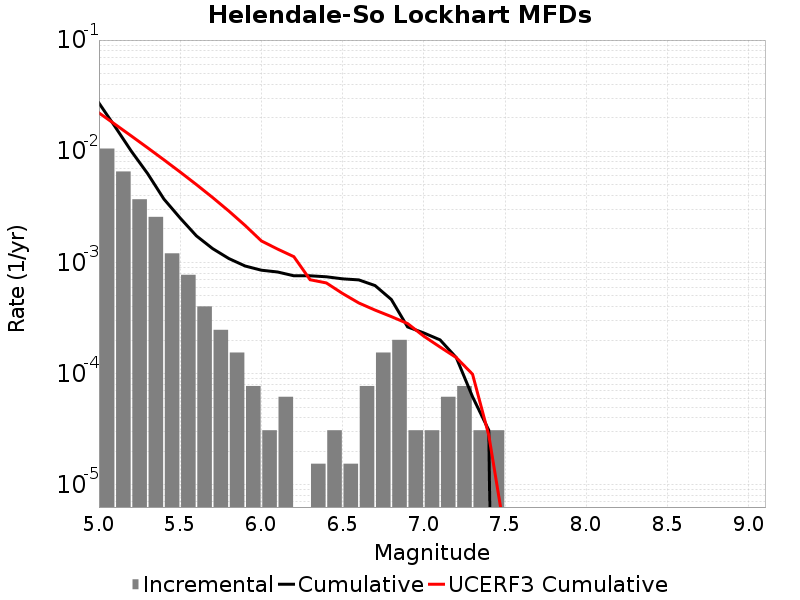 Helendale-So Lockhart MFDs
10-1
10-2
10-3
10-4
10-5
Rate (1/yr)
5.0 5.5 6.0 6.5 7.0 7.5 8.0 8.5 9.0
Magnitude
Incremental Cumulative UCERF3 Cumulative